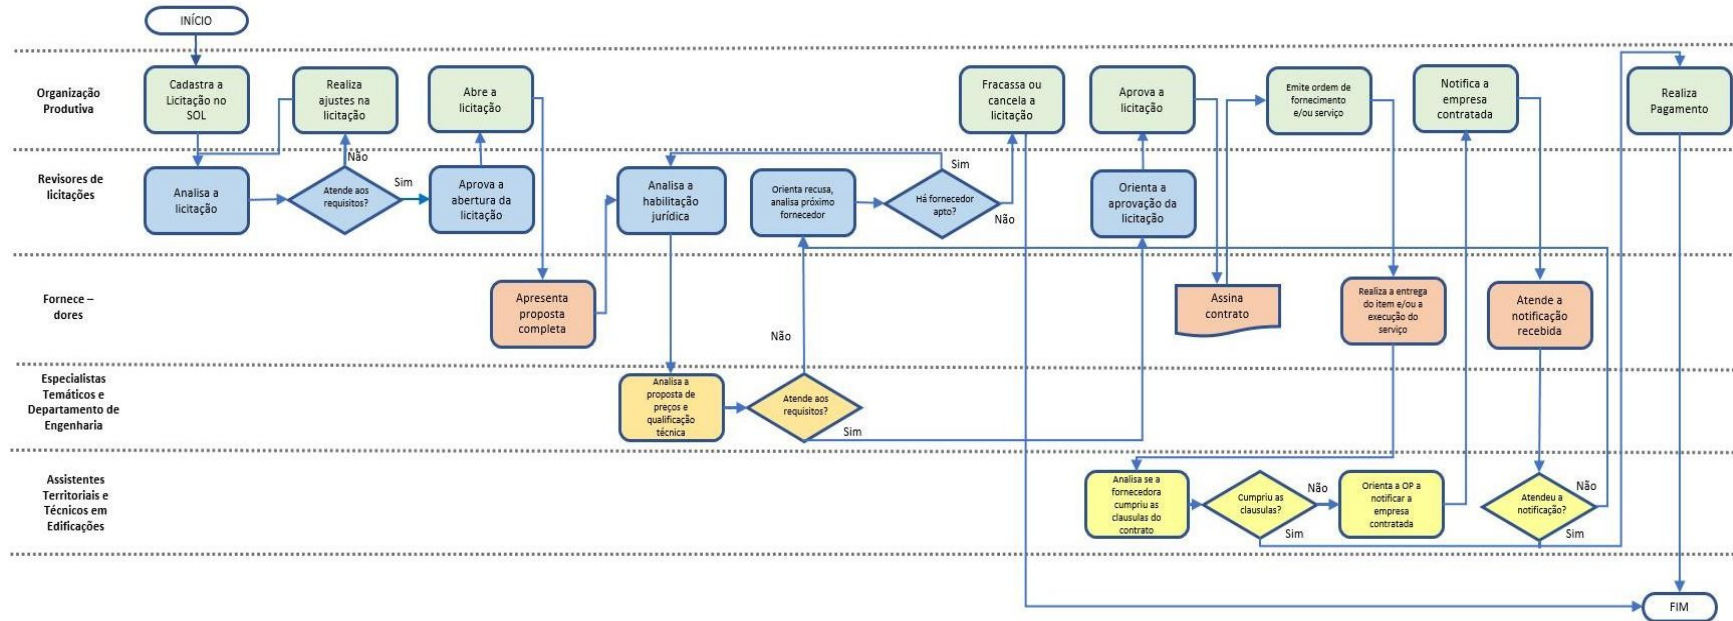 INÍCIO
Organização
Produtiva
Cadastra a
Licitação no
SOL
Realiza
ajustes na
licitação
Abre a
licitação
Fracassa ou
cancela a
licitação
Aprova a
licitação
Emite ordem de
fornecimento
e/ou serviço
Notifica a
empresa
contratada
Realiza
Pagamento
Revisores de
licitações
Analisa a
licitação
Não
Atende aos
requisitos?
Sim
Aprova a
abertura da
licitação
Analisa a
habilitação
jurídica
Orienta recusa,
analisa próximo
fornecedor
Sim
Há fornecedor
apto?
Não
Orienta a
aprovação da
licitação
Fornece –
dores
Apresenta
proposta
completa
Assina
contrato
Realiza a entrega
do item e/ou a
execução do
serviço
Atende a
notificação
recebida
Não
Especialistas
Temáticos e
Departamento de
Engenharia
Analisa a
proposta de
preços e
qualificação
técnica
Atende aos
requisitos?
Sim
Assistentes
Territoriais e
Técnicos em
Edificações
Analisa se a
fornecedora
cumpriu as
clausulas do
contrato
Cumpriu as
clausulas?
Não
Sim
Orienta a OP a
notificar a
empresa
contratada
Atendeu a
notificação?
Não
Sim
FIM